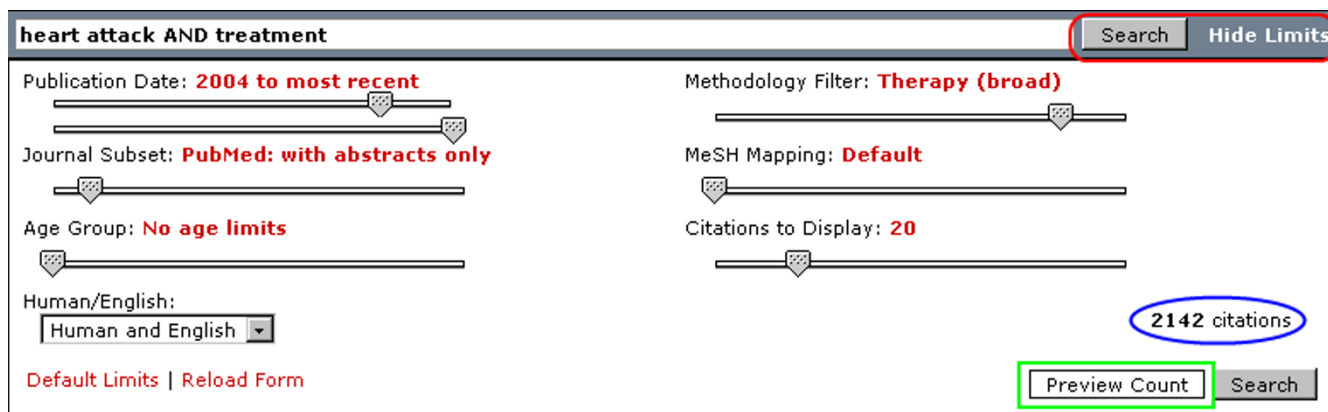 heart attack AND treatment Search Hide Limits
Publication Date: 2004 to most recent Methodology Filter: Therapy (broad)
Journal Subset: PubMed: with abstracts only MeSH Mapping: Default
Age Group: No age limits Citations to Display: 20
Human/English:
Human and English 2142 citations
Default Limits | Reload Form Preview Count Search